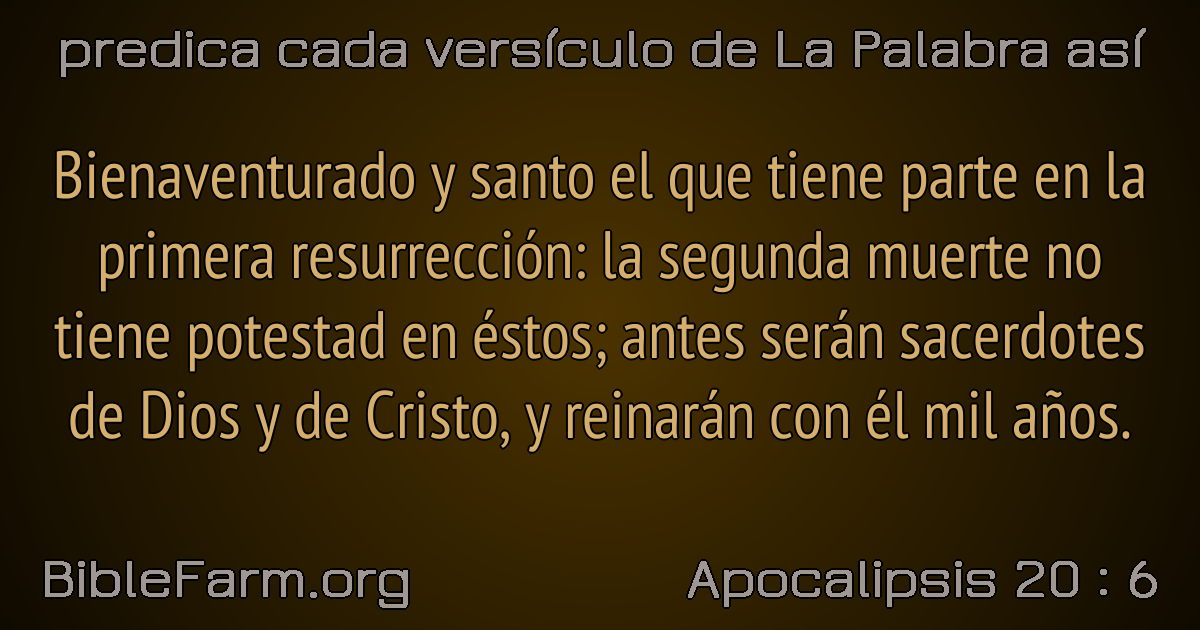 predica cada versículo de La Palabra así
Bienaventurado y santo el que tiene parte en la
primera resurrección: la segunda muerte no
tiene potestad en éstos; antes serán sacerdotes
de Dios y de Cristo, y reinarán con él mil años.
BibleFarm.org
Apocalipsis 20 : 6